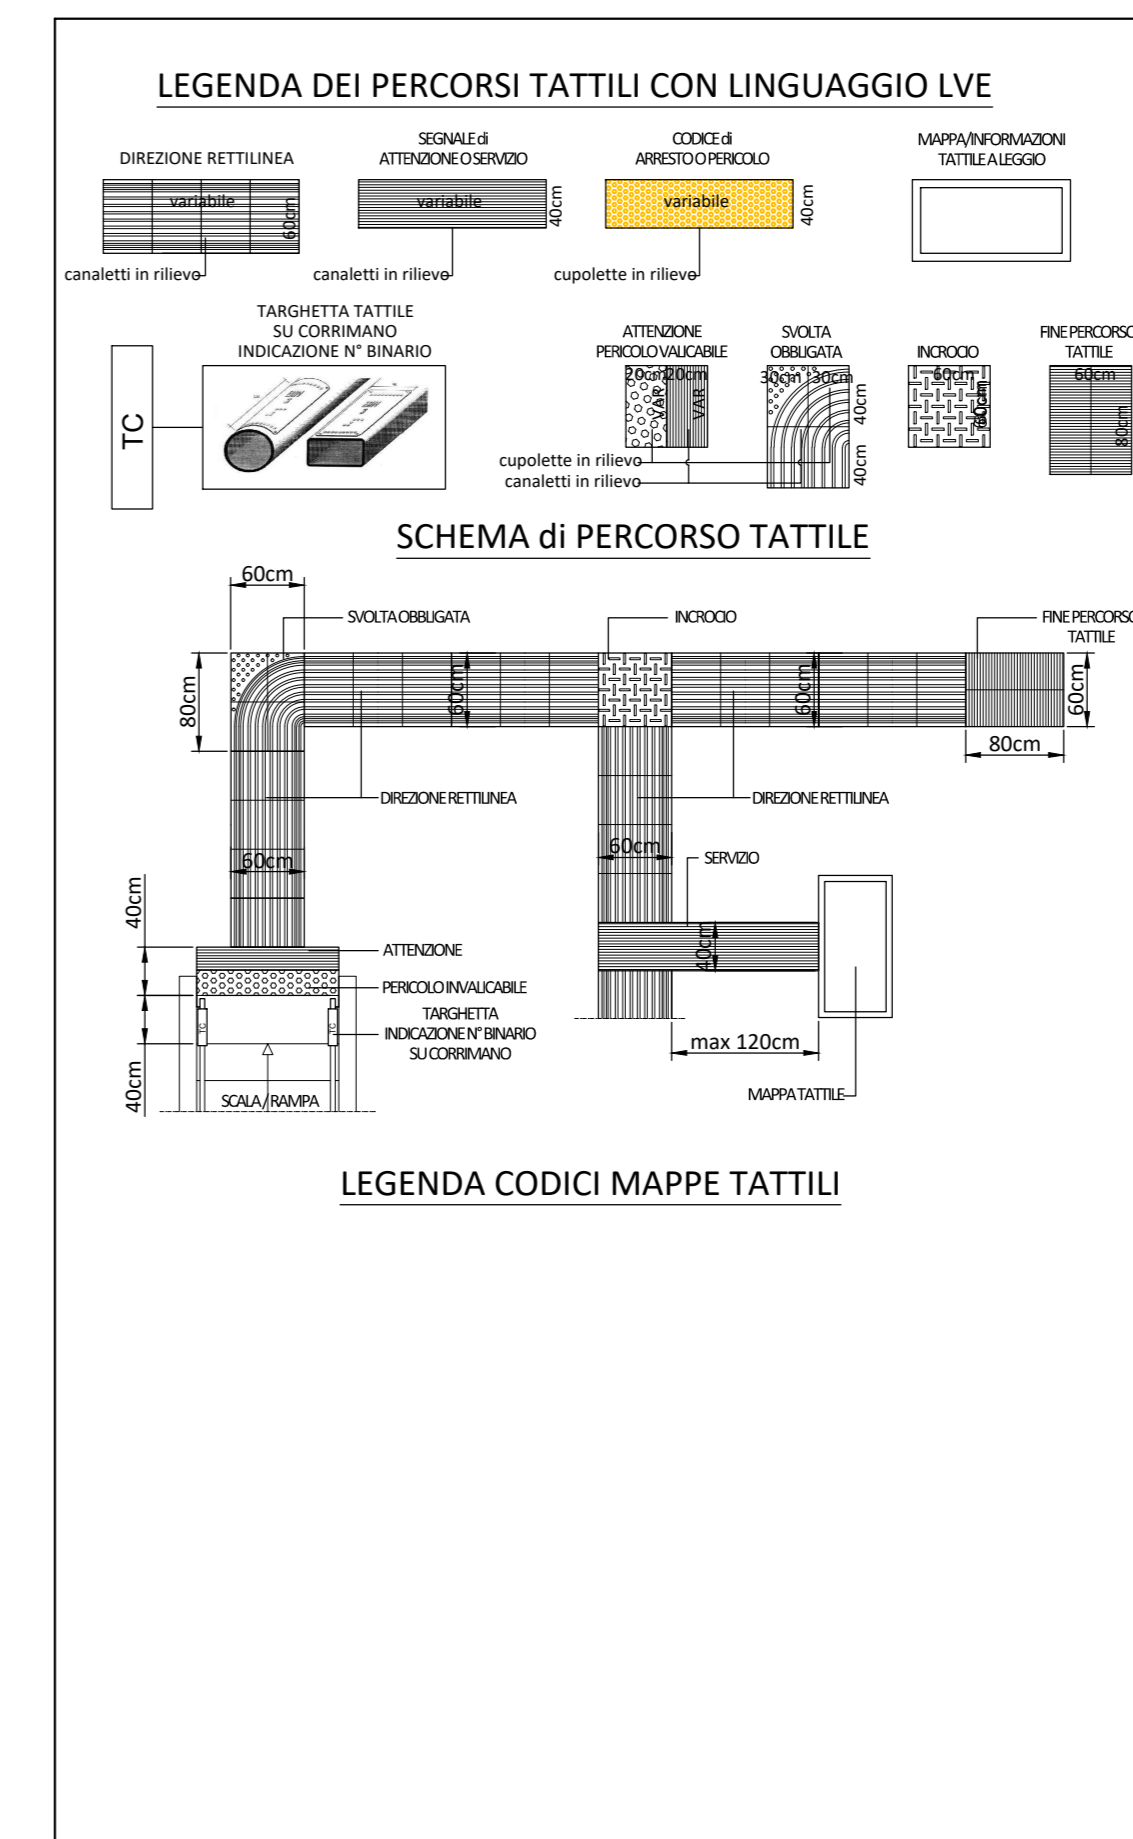 LEGENDA DEI PERCORSI TATTILI CON LINGUAGGIO LVE
DIREZIONE RETTILINEA
SEGNALE di
ATTENZIONE O SERVIZIO
CODICE di
ARRESTO O PERICOLO
MAPPA/INFORMAZIONI
TATTILE A LEGGIO
variabile
60cm
variabile
40cm
variabile
40cm
canaletti in rilievo
canaletti in rilievo
cupolette in rilievo
TARGHETTA TATTILE
SU CORRIMANO
INDICAZIONE N° BINARIO
TC
ATTENZIONE
PERICOLO VALICABILE
20cm
20cm
VAR
VAR
SVOLTA
OBBLIGATA
30cm
30cm
40cm
40cm
INCROCIO
60cm
60cm
FINE PERCORSO
TATTILE
60cm
80cm
cupolette in rilievo
canaletti in rilievo
SCHEMA di PERCORSO TATTILE
60cm
SVOLTA OBBLIGATA
INCROCIO
FINE PERCORSO
TATTILE
80cm
60cm
60cm
60cm
80cm
DIREZIONE RETTILINEA
DIREZIONE RETTILINEA
60cm
60cm
SERVIZIO
40cm
40cm
ATTENZIONE
PERICOLO INVALICABILE
TARGHETTA
INDICAZIONE N° BINARIO
SU CORRIMANO
TC
TC
40cm
SCALA / RAMPA
max 120cm
MAPPA TATTILE
LEGENDA CODICI MAPPE TATTILI